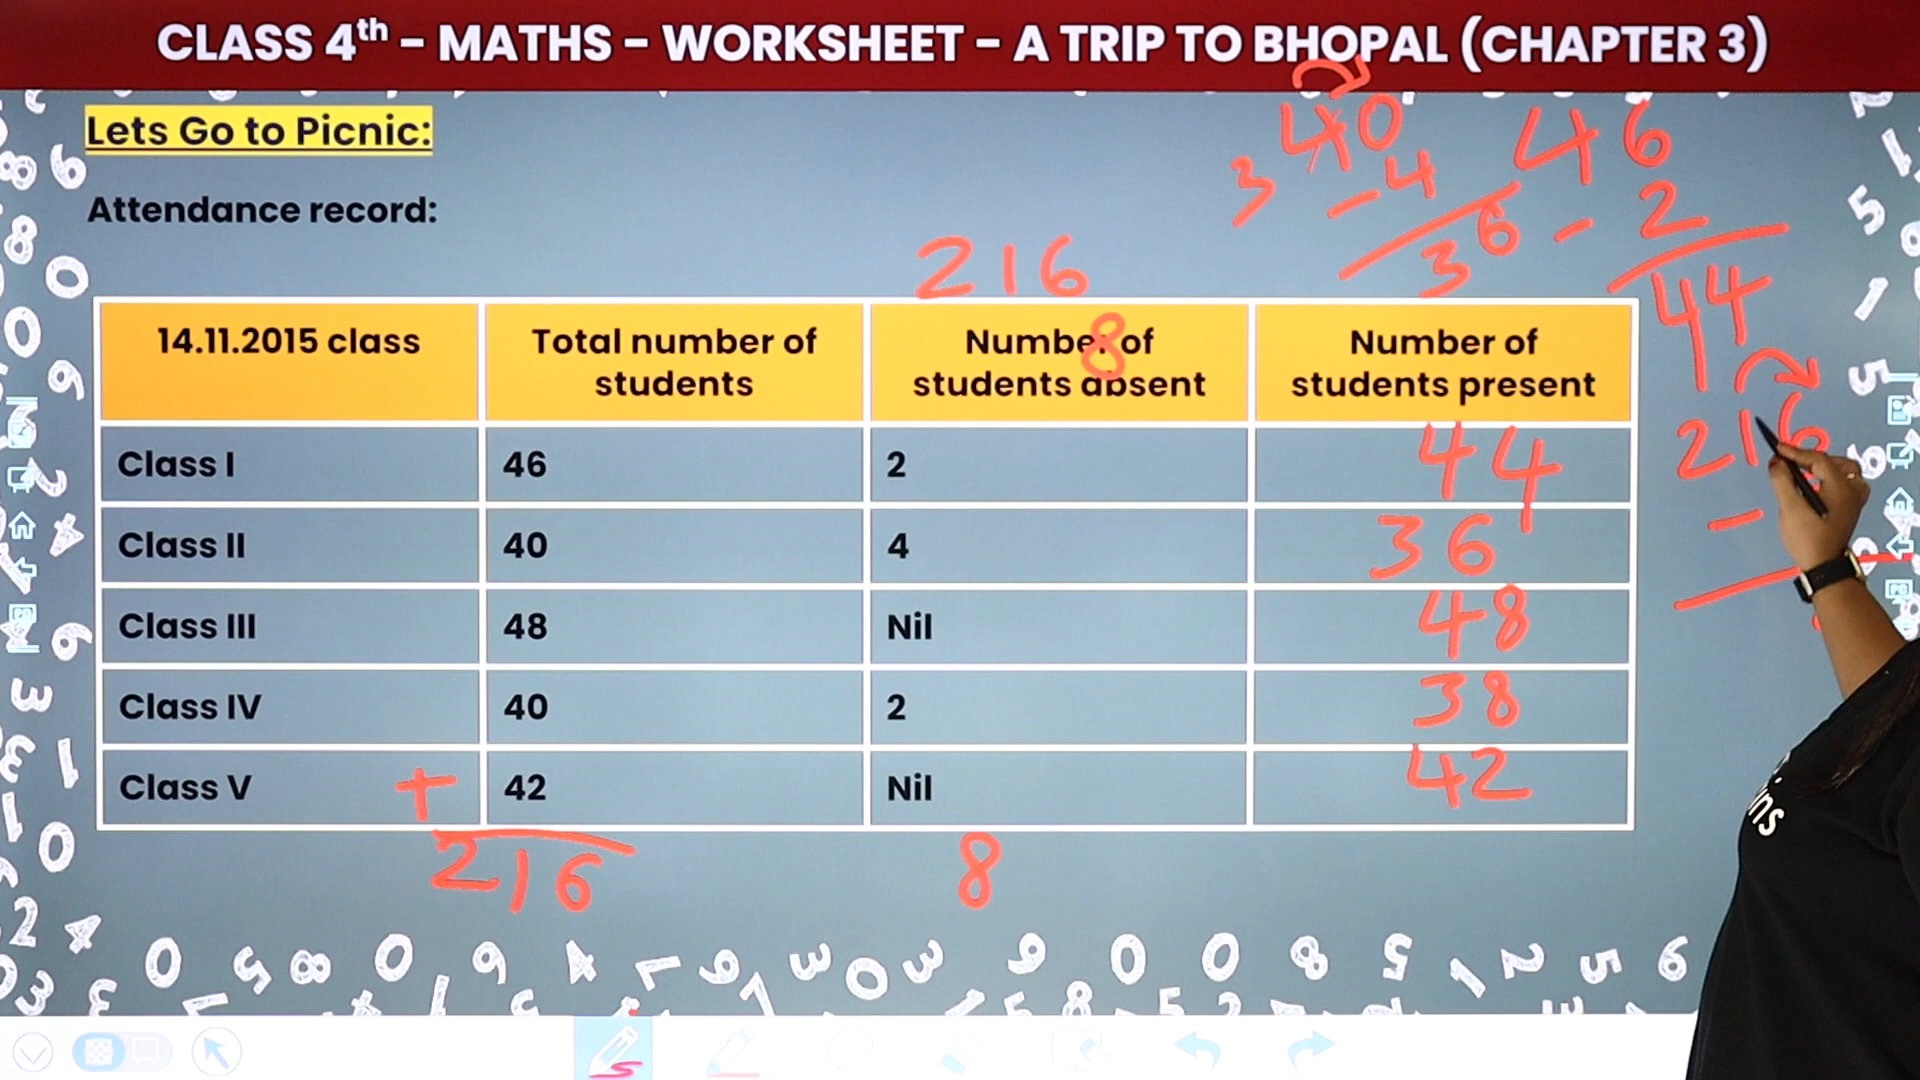 CLASS 4th - MATHS - WORKSHEET - A TRIP TO BHOPAL (CHAPTER 3)
Lets Go to Picnic:
Attendance record:
3 40
- 4
36
46
- 2
44
216
8
14.11.2015 class Total number of students Number of students absent Number of students present
Class I 46 2 44
Class II 40 4 36
Class III 48 Nil 48
Class IV 40 2 38
Class V + 42 Nil 42
216 8
216
-